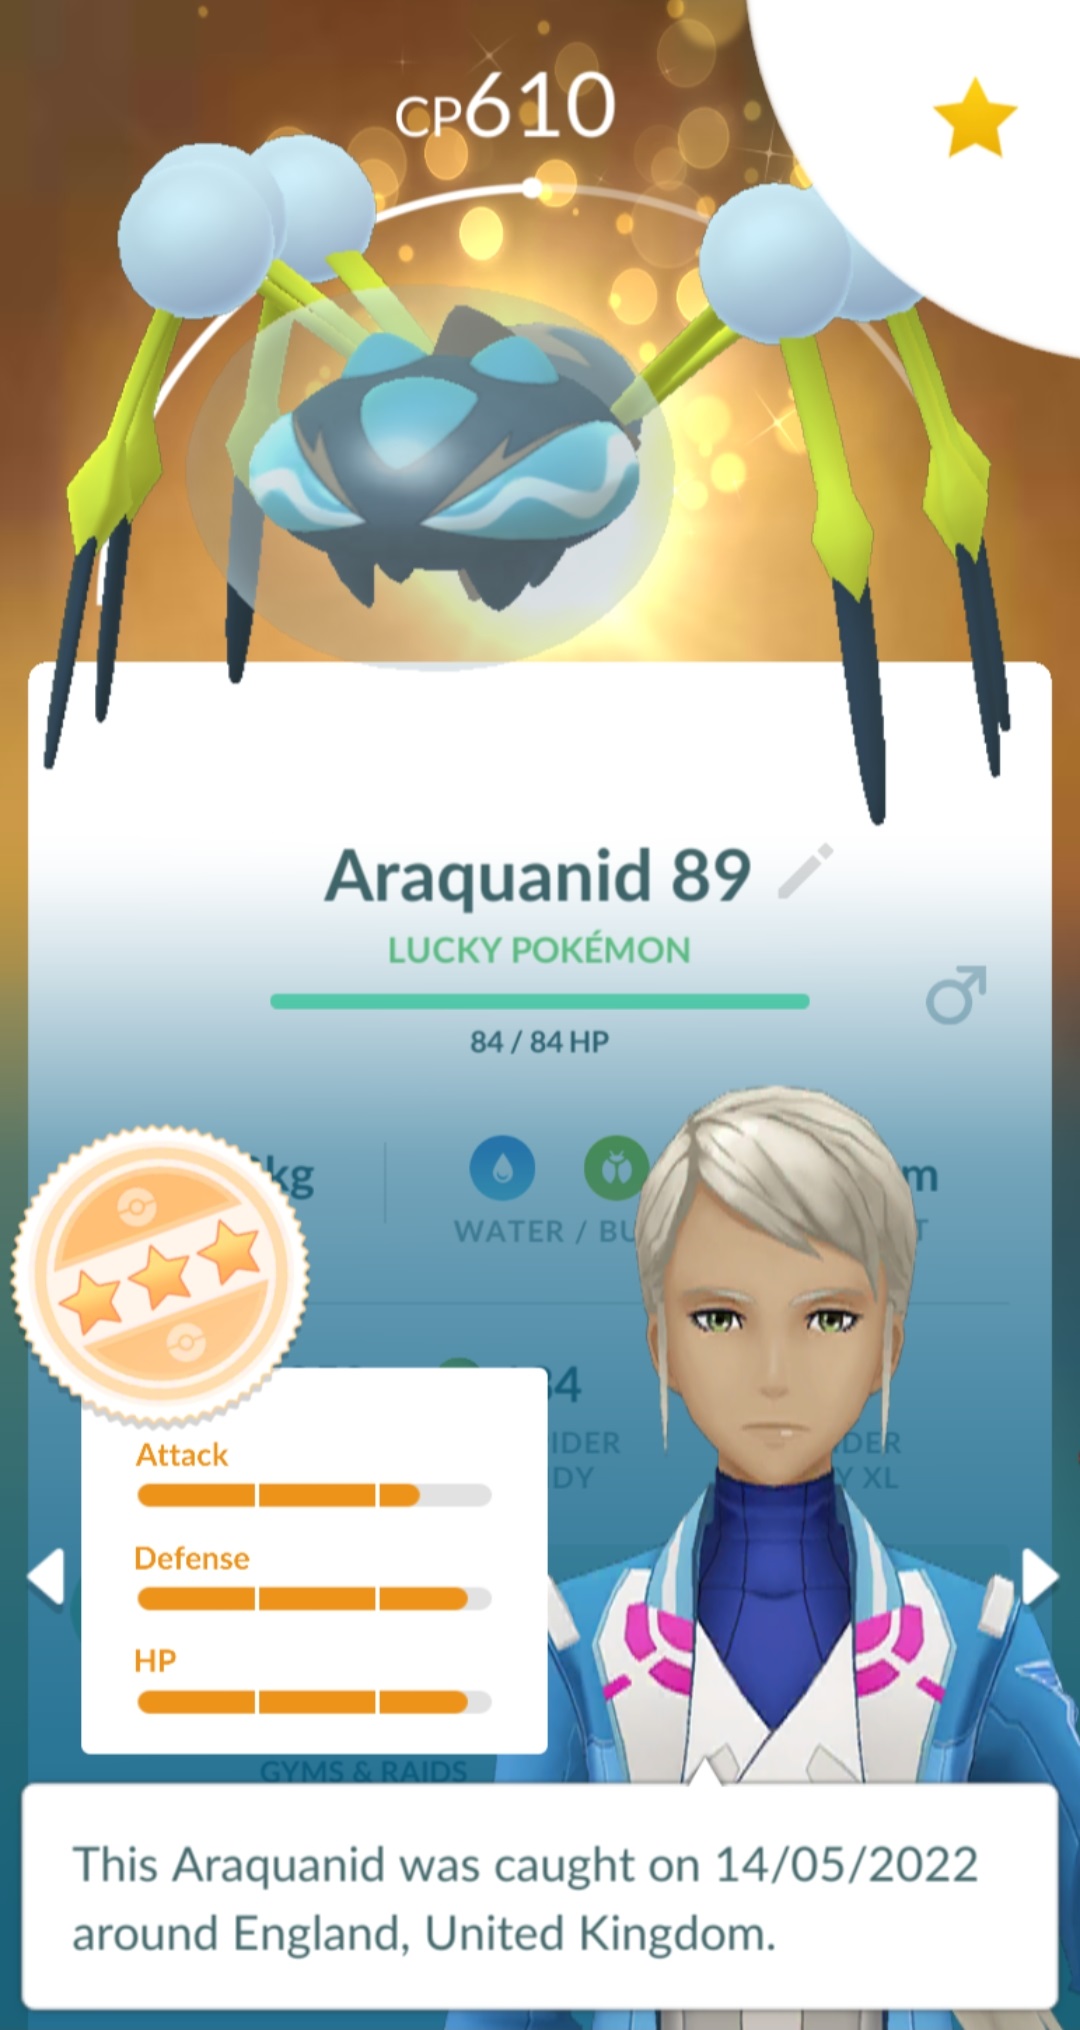 CP610
Araquanid 89
LUCKY POKÉMON
84 / 84 HP
kg
m
WATER / BU
84
IDER
DER
DY
Y XL
Attack
Defense
HP
GYMS & RAIDS
This Araquanid was caught on 14/05/2022
around England, United Kingdom.